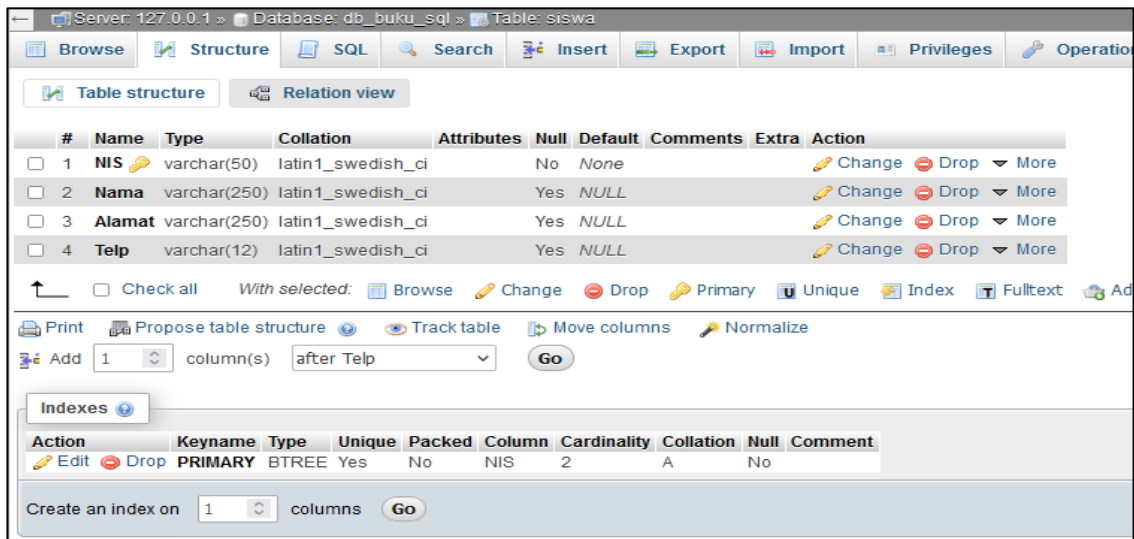 Server: 127.0.0.1 » Database: db_buku_sql » Table: siswa
Browse Structure SQL Search Insert Export Import Privileges
Table structure Relation view
# Name Type Collation Attributes Null Default Comments Extra Action
1 NIS varchar(50) latin1_swedish_ci No None Change Drop More
2 Nama varchar(250) latin1_swedish_ci Yes NULL Change Drop More
3 Alamat varchar(250) latin1_swedish_ci Yes NULL Change Drop More
4 Telp varchar(12) latin1_swedish_ci Yes NULL Change Drop More
Check all With selected: Browse Change Drop Primary Unique Index Fulltext
Print Propose table structure Track table Move columns Normalize
Add 1 column(s) after Telp Go
Indexes
Action Keyname Type Unique Packed Column Cardinality Collation Null Comment
Edit Drop PRIMARY BTREE Yes No NIS 2 A No
Create an index on 1 columns Go